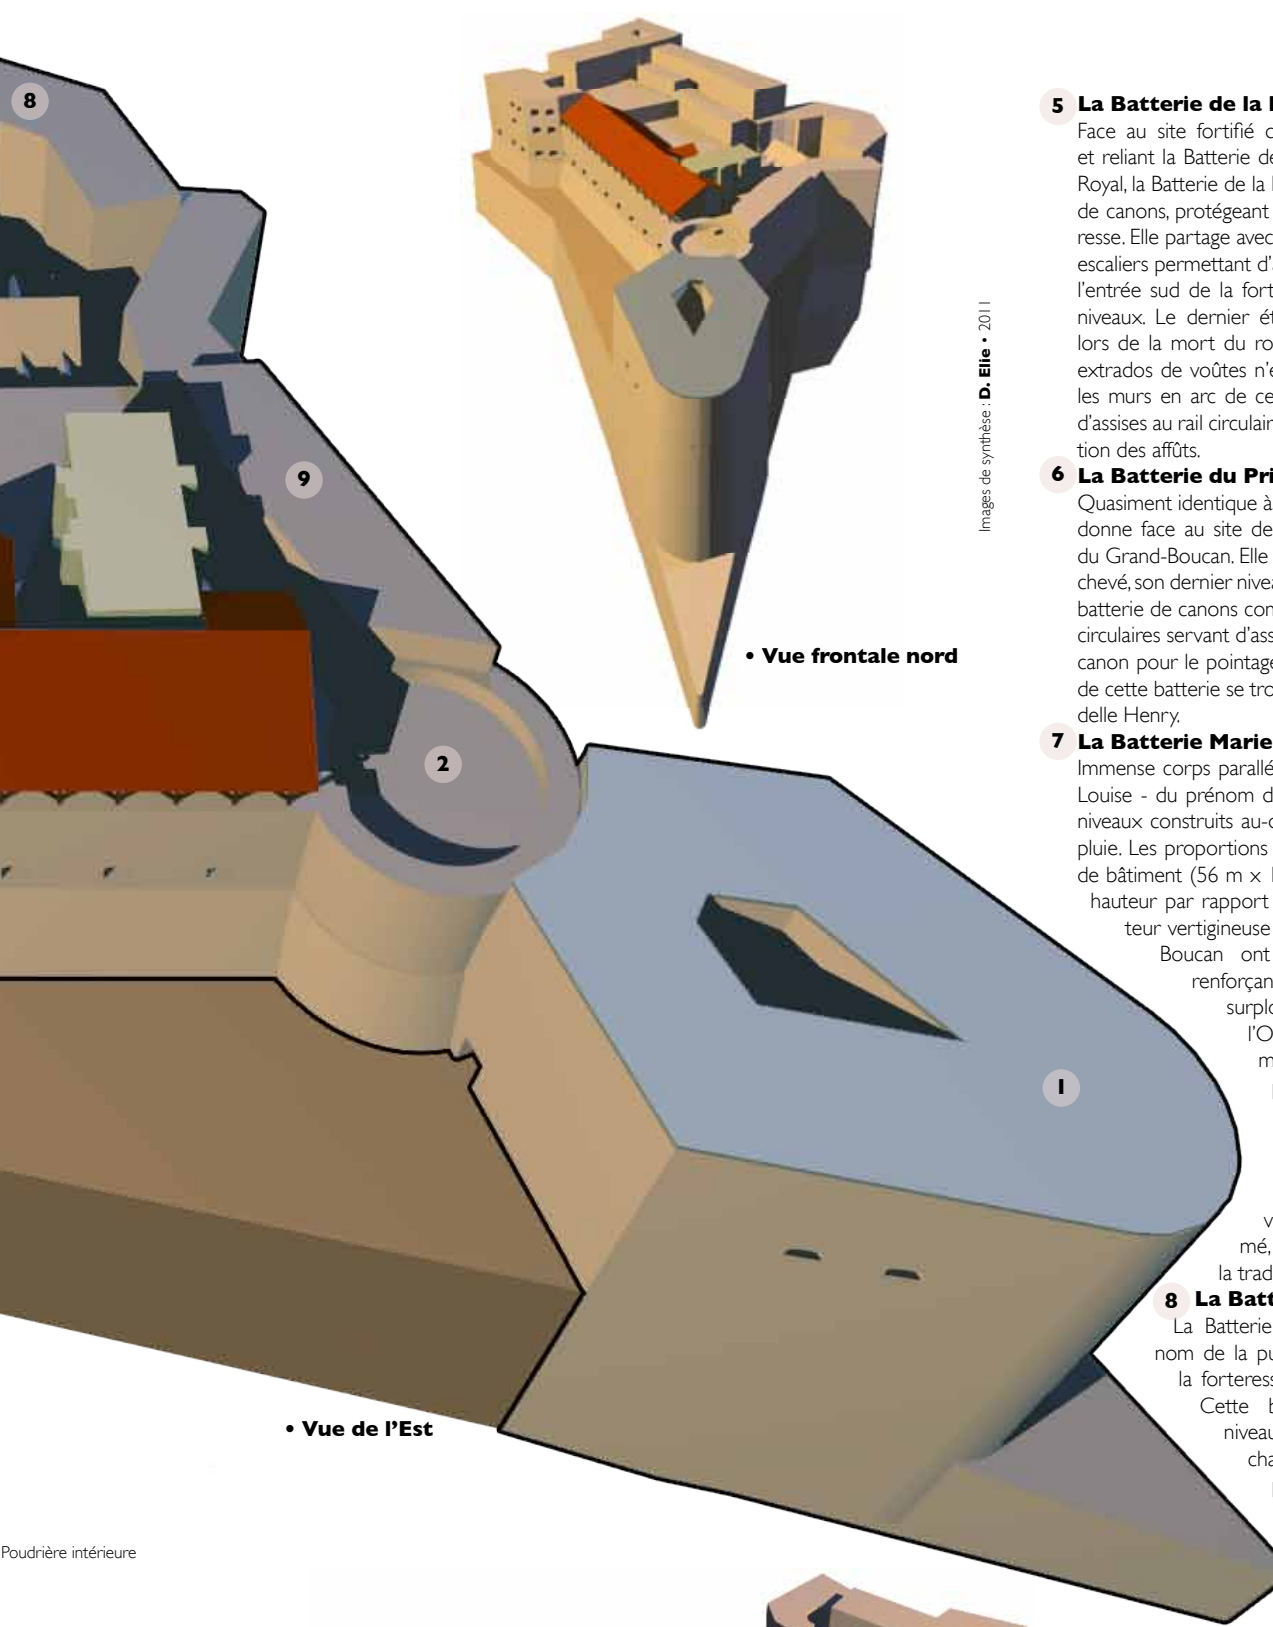 8
9
2
1
• Vue frontale nord
• Vue de l'Est
Poudrière intérieure
Images de synthèse : D. Elie • 2011
5 La Batterie de la
Face au site fortifié
et reliant la Batterie de
Royal, la Batterie de la
de canons, protégeant
resse. Elle partage avec
escaliers permettant d'
l'entrée sud de la fort
niveaux. Le dernier ét
lors de la mort du ro
extrados de voûtes n'
les murs en arc de ce
d'assises au rail circulair
tion des affûts.
6 La Batterie du Pri
Quasiment identique à
donne face au site de
du Grand-Boucan. Elle
chevé, son dernier nivea
batterie de canons con
circulaires servant d'ass
canon pour le pointage
de cette batterie se tro
delle Henry.
7 La Batterie Marie
Immense corps parallé
Louise - du prénom d
niveaux construits au-
pluie. Les proportions
de bâtiment (56 m x
hauteur par rapport
teur vertigineuse
Boucan ont
renforçan
surplo
l'O
m
v
mé,
la trad
8 La Batt
La Batterie
nom de la pu
la forteress
Cette b
niveau
cha